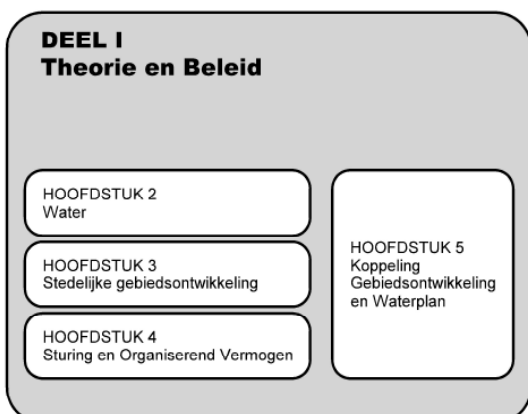 DEEL I
Theorie en Beleid
HOOFDSTUK 2
Water
HOOFDSTUK 3
Stedelijke gebiedsontwikkeling
HOOFDSTUK 4
Sturing en Organiserend Vermogen
HOOFDSTUK 5
Koppeling
Gebiedsontwikkeling
en Waterplan